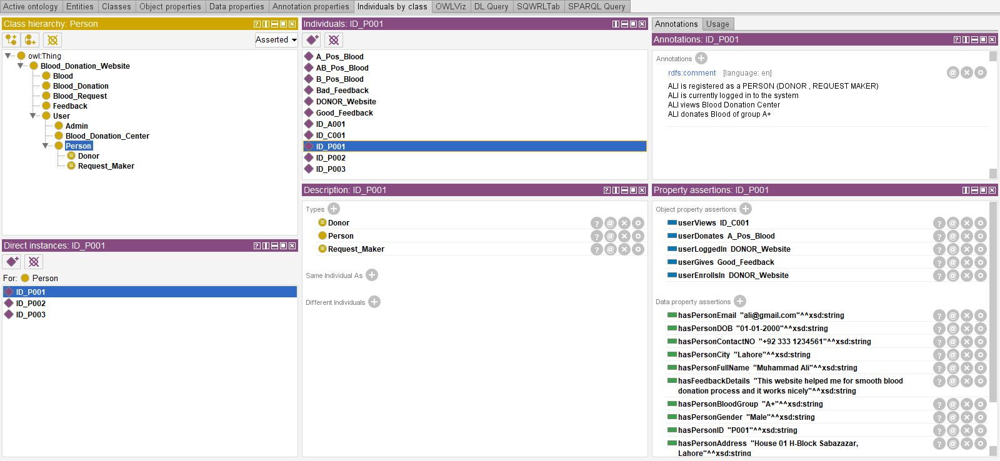 Active ontology Entities Classes Object properties Data properties Annotation properties Individuals by class OWLViz DL Query SQWRLTab SPARQL Query
Class hierarchy: Person
Asserted
owl:Thing
Blood_Donation_Website
Blood
Blood_Donation
Blood_Request
Feedback
User
Admin
Blood_Donation_Center
Person
Donor
Request_Maker
Direct instances: ID_P001
For: Person
ID_P001
ID_P002
ID_P003
Individuals: ID_P001
A_Pos_Blood
AB_Pos_Blood
B_Pos_Blood
Bad_Feedback
DONOR_Website
Good_Feedback
ID_A001
ID_C001
ID_P001
ID_P002
ID_P003
Description: ID_P001
Types
Donor
Person
Request_Maker
Same Individual As
Different Individuals
Annotations Usage
Annotations: ID_P001
Annotations
rdfs:comment [language: en]
ALI is registered as a PERSON (DONOR , REQUEST MAKER)
ALI is currently logged in to the system
ALI views Blood Donation Center
ALI donates Blood of group A+
Property assertions: ID_P001
Object property assertions
userViews ID_C001
userDonates A_Pos_Blood
userLoggedIn DONOR_Website
userGives Good_Feedback
userEnrollsIn DONOR_Website
Data property assertions
hasPersonEmail "ali@gmail.com"^^xsd:string
hasPersonDOB "01-01-2000"^^xsd:string
hasPersonContactNO "+92 333 1234561"^^xsd:string
hasPersonCity "Lahore"^^xsd:string
hasPersonFullName "Muhammad Ali"^^xsd:string
hasFeedbackDetails "This website helped me for smooth blood
donation process and it works nicely"^^xsd:string
hasPersonBloodGroup "A+"^^xsd:string
hasPersonGender "Male"^^xsd:string
hasPersonID "P001"^^xsd:string
hasPersonAddress "House 01 H-Block Sabazazar,
Lahore"^^xsd:string